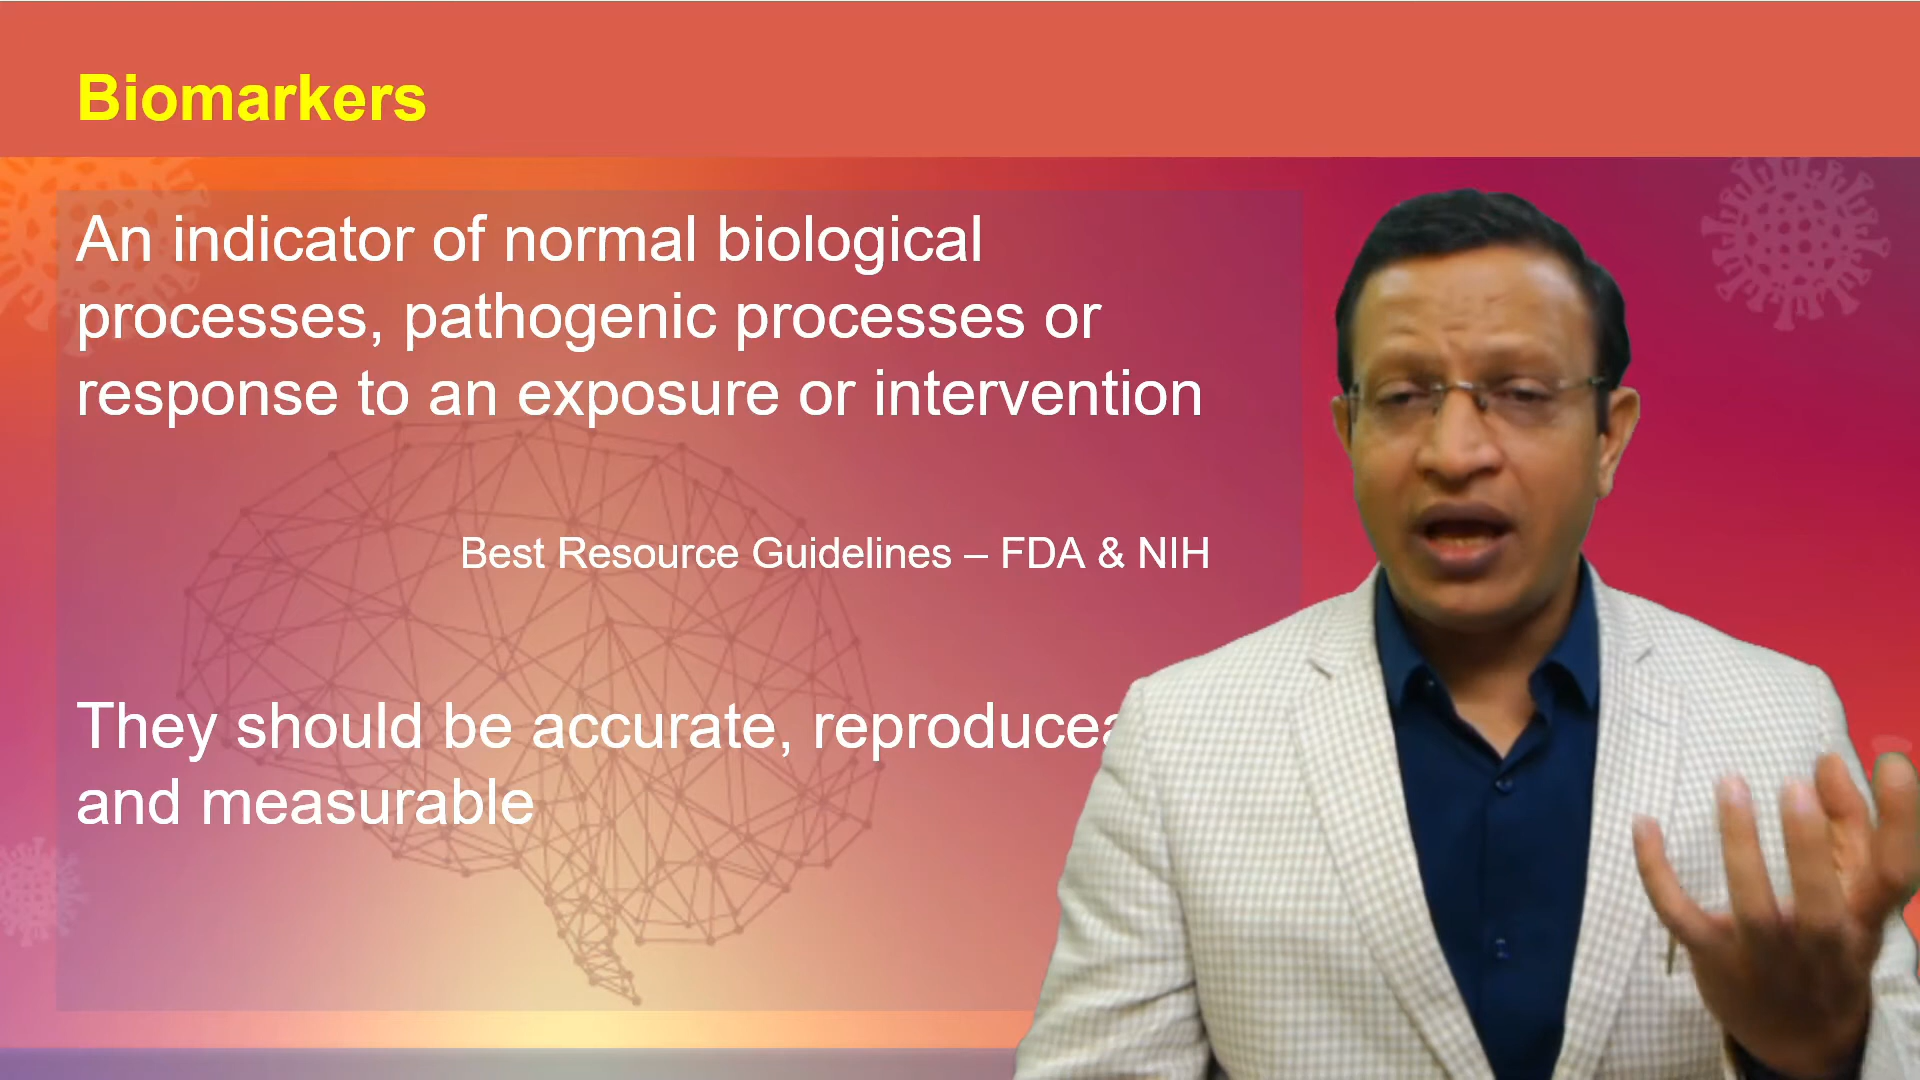 Biomarkers
An indicator of normal biological
processes, pathogenic processes or
response to an exposure or intervention
Best Resource Guidelines – FDA & NIH
They should be accurate,
and measurable